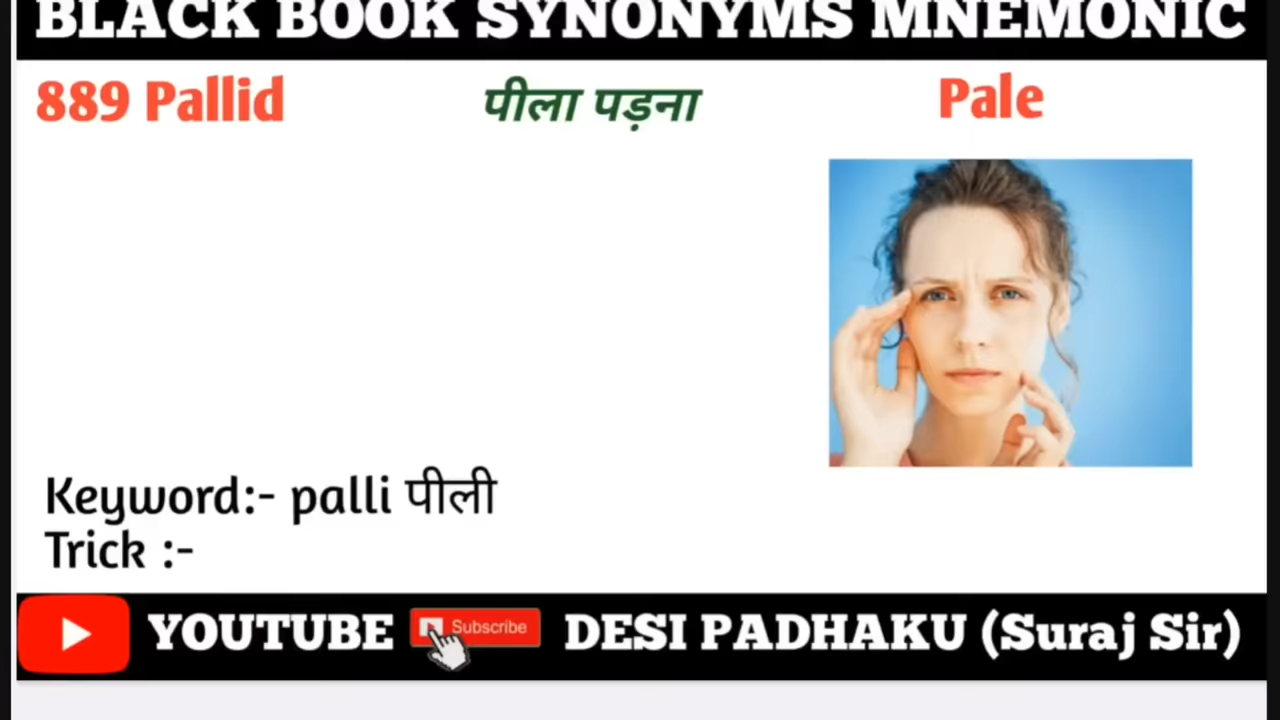 BLACK BOOK SYNONYMS MNEMONIC
889 Pallid पीला पड़ना Pale
Keyword:- palli पीली
Trick :-
YOUTUBE Subscribe DESI PADHAKU (Suraj Sir)